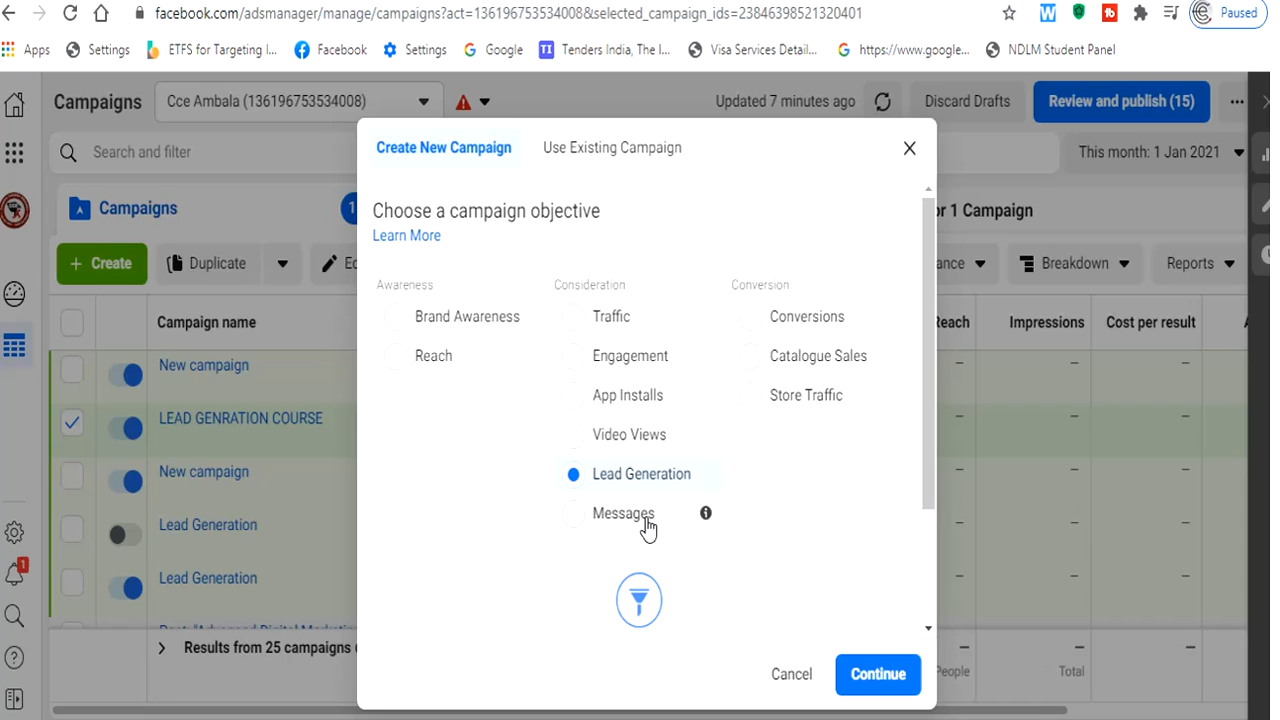 facebook.com/adsmanager/manage/campaigns?act=136196753534008&selected_campaign_ids=23846398521320401
Paused
Apps
Settings
ETFS for Targeting I...
Facebook
Settings
Google
Tenders India, The I...
Visa Services Detail...
https://www.google...
NDLM Student Panel
Campaigns
Cce Ambala (136196753534008)
Updated 7 minutes ago
Discard Drafts
Review and publish (15)
Search and filter
This month: 1 Jan 2021
Create New Campaign
Use Existing Campaign
Campaigns
1
or 1 Campaign
Choose a campaign objective
Learn More
+ Create
Duplicate
Ed
ance
Breakdown
Reports
Awareness
Consideration
Conversion
Brand Awareness
Traffic
Conversions
Reach
Engagement
Catalogue Sales
App Installs
Store Traffic
Video Views
Lead Generation
Messages
Campaign name
Reach
Impressions
Cost per result
A
New campaign
LEAD GENRATION COURSE
New campaign
Lead Generation
1
Lead Generation
Results from 25 campaigns
People
Total
Cancel
Continue